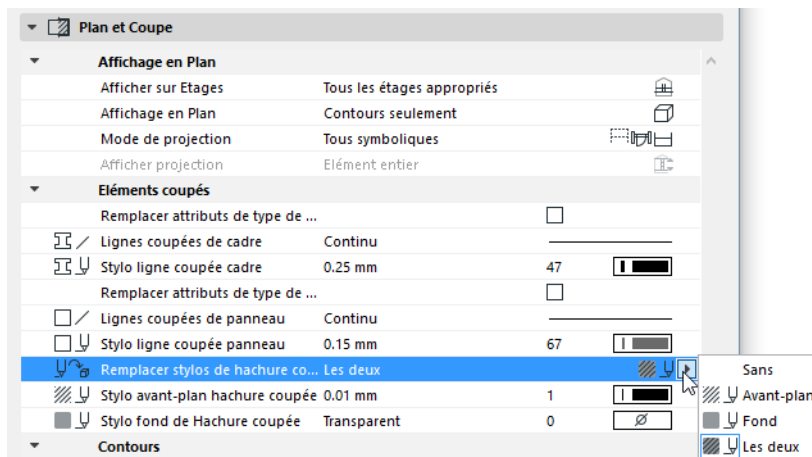 Plan et Coupe
Affichage en Plan
Afficher sur Etages Tous les étages appropriés
Affichage en Plan Contours seulement
Mode de projection Tous symboliques
Afficher projection Elément entier
Eléments coupés
Remplacer attributs de type de ...
Lignes coupées de cadre Continu
Stylo ligne coupée cadre 0.25 mm 47
Remplacer attributs de type de ...
Lignes coupées de panneau Continu
Stylo ligne coupée panneau 0.15 mm 67
Remplacer stylos de hachure co... Les deux
Sans
Stylo avant-plan hachure coupée 0.01 mm 1
Avant-plan
Stylo fond de Hachure coupée Transparent 0
Fond
Contours
Les deux